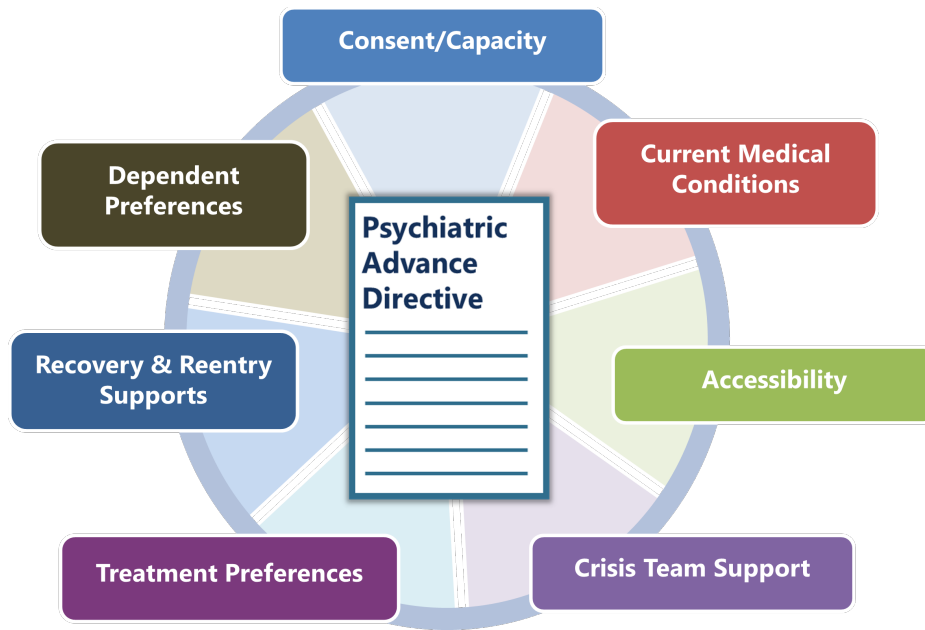 Consent/Capacity
Current Medical
Conditions
Dependent
Preferences
Psychiatric
Advance
Directive
Recovery & Reentry
Supports
Accessibility
Treatment Preferences
Crisis Team Support